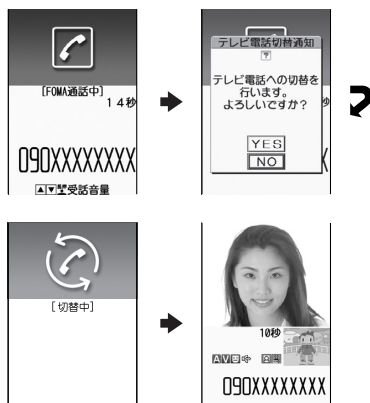 [FOMA通話中]
14秒
090XXXXXXXX
▲▼受話音量
テレビ電話切替通知
テレビ電話への切替を
行います。
よろしいですか？
YES
NO
[切替中]
10秒
AV
090XXXXXXXX